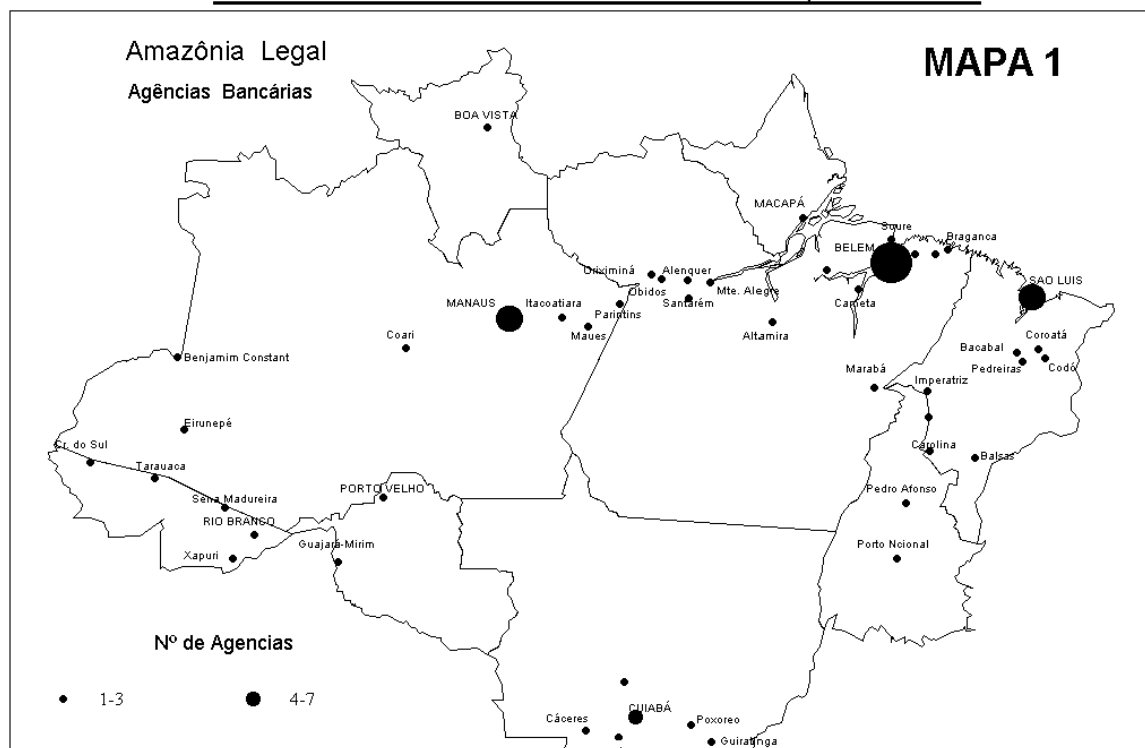 Amazônia Legal
MAPA 1
Agências Bancárias
BOA VISTA
MACAPÁ
Soure
Braganca
BELEM
Oriximiná
Alenquer
SAO LUIS
Obidos
Mte. Alegre
Cameta
MANAUS
Itacoatiara
Santarém
Parintins
Maues
Altamira
Coari
Coroatá
Bacabal
Benjamim Constant
Pedreiras
Codó
Marabá
Imperatriz
Eirunepé
Cr. do Sul
Carolina
Balsas
Tarauaca
PORTO VELHO
Pedro Afonso
Sena Madureira
RIO BRANCO
Guajará-Mirim
Porto Ncional
Xapuri
Nº de Agencias
1-3
4-7
CUIABÁ
Cáceres
Poxoreo
Guiratinga